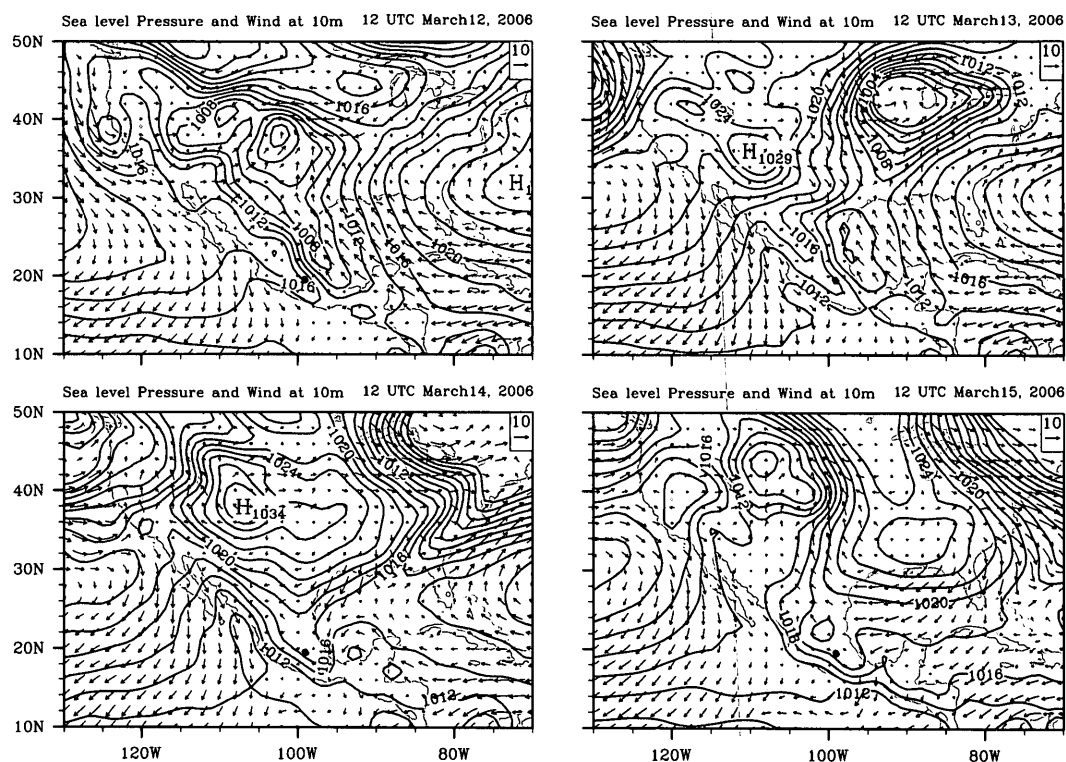 Sea level Pressure and Wind at 10m 12 UTC March12, 2006
50N
40N
30N
20N
10N
10
1008
1016
1016
H1
1012
1008
1012
1016
1020
1016
Sea level Pressure and Wind at 10m 12 UTC March13, 2006
10
1012
1004
1012
1020
1024
1008
H1029
1016
1016
1012
1012
Sea level Pressure and Wind at 10m 12 UTC March14, 2006
50N
40N
30N
20N
10N
10
1020
1012
1024
H1034
1020
1016
1012
1016
1012
120W
100W
80W
Sea level Pressure and Wind at 10m 12 UTC March15, 2006
10
1016
1024
1020
1012
1020
1016
1016
1012
120W
100W
80W